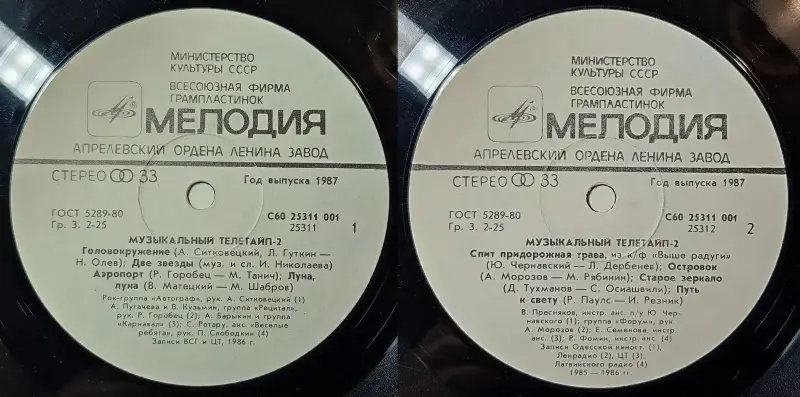 МИНИСТЕРСТВО
КУЛЬТУРЫ СССР
ВСЕСОЮЗНАЯ ФИРМА
ГРАМПЛАСТИНОК
МЕЛОДИЯ
АПРЕЛЕВСКИЙ ОРДЕНА ЛЕНИНА ЗАВОД
СТЕРЕО 33
Год выпуска 1987
ГОСТ 5289-80
Гр. 3. 2-25
С60 25311 001
25311
1
МУЗЫКАЛЬНЫЙ ТЕЛЕТАЙП-2
Головокружение (А. Ситковецкий, Л. Гуткин —
Н. Олев); Две звезды (муз. и сл. И. Николаева)
Аэропорт (Р. Горобец — М. Танич); Луна,
луна (В. Матецкий — М. Шабров)
Рок-группа «Автограф», рук. А. Ситковецкий (1)
А. Пугачева и В. Кузьмин, группа «Рецитал»,
рук. Р. Горобец (2); А. Барыкин и группа
«Карнавал» (3); С. Ротару, анс. «Веселые
ребята», рук. П. Слободкин (4)
Записи ВСГ и ЦТ, 1986 г.
МИНИСТЕРСТВО
КУЛЬТУРЫ СССР
ВСЕСОЮЗНАЯ ФИРМА
ГРАМПЛАСТИНОК
МЕЛОДИЯ
АПРЕЛЕВСКИЙ ОРДЕНА ЛЕНИНА ЗАВОД
СТЕРЕО 33
Год выпуска 1987
ГОСТ 5289-80
Гр. 3. 2-25
С60 25311 001
25312
2
МУЗЫКАЛЬНЫЙ ТЕЛЕТАЙП-2
Спит придорожная трава, из к/ф «Выше радуги»
(Ю. Чернавский — Л. Дербенев); Островок
(А. Морозов — М. Рябинин); Старое зеркало
(Д. Тухманов — С. Осиашвили); Путь
к свету (Р. Паулс — И. Резник)
В. Пресняков, инстр. анс. п/у Ю. Чер-
навского (1); группа «Форум», рук
А. Морозов (2); Е. Семенова, инстр.
анс. (3); Р. Фомин, инстр. анс. (4)
Записи Одесской киност. (1),
Ленрадио (2), ЦТ (3).
Латвийского радио (4)
1985 — 1986 гг.